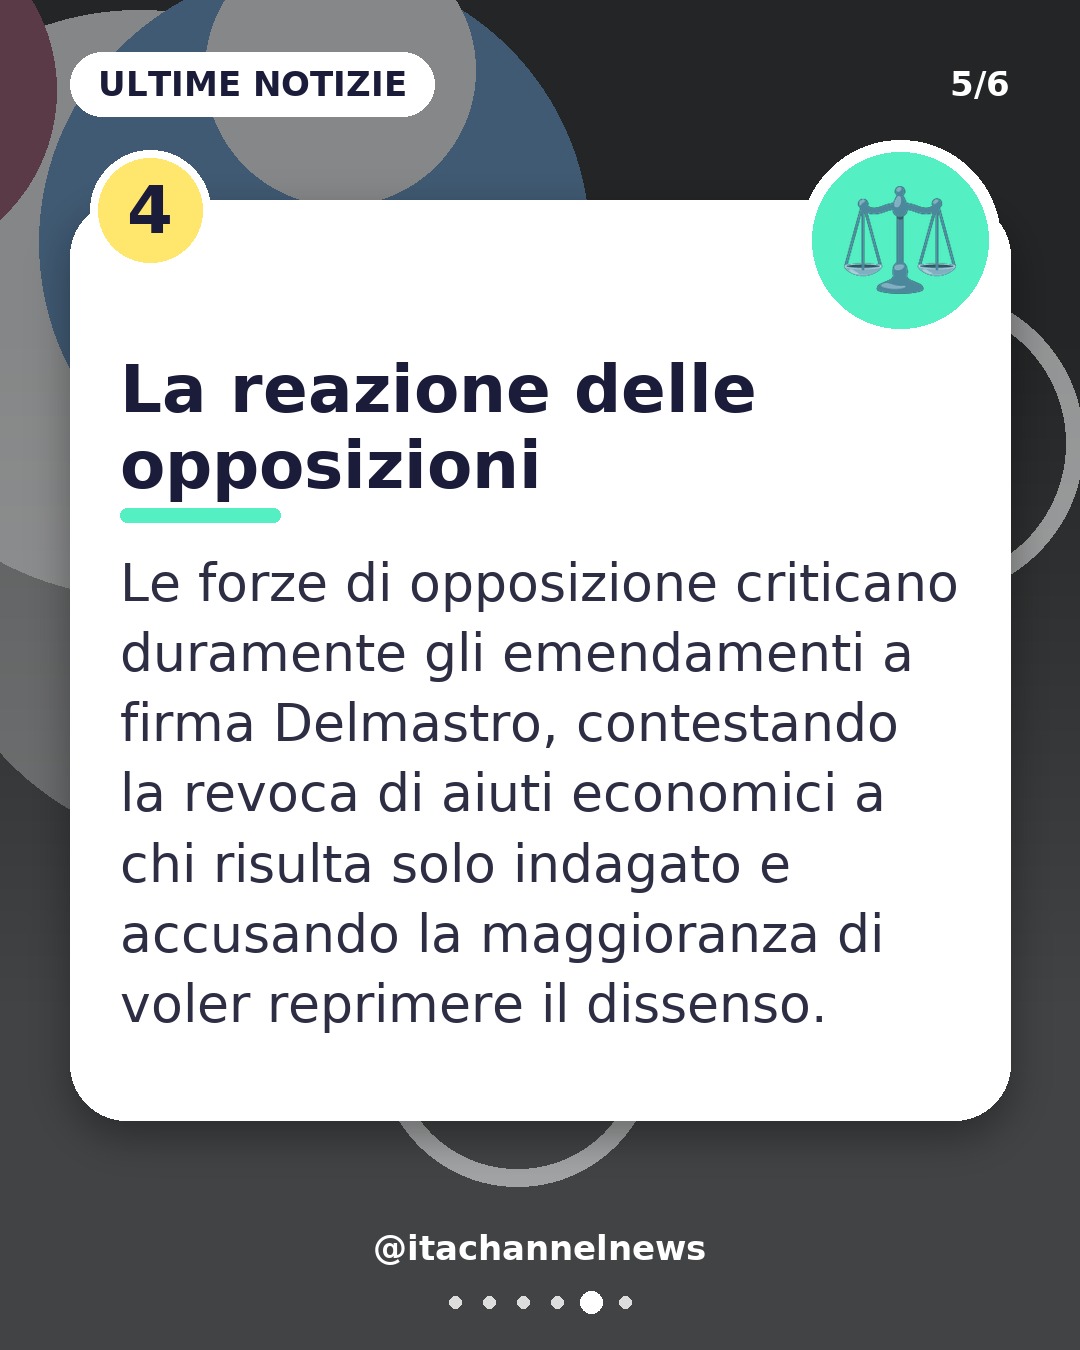 ULTIME NOTIZIE
5/6
4
La reazione delle
opposizioni
Le forze di opposizione criticano
duramente gli emendamenti a
firma Delmastro, contestando
la revoca di aiuti economici a
chi risulta solo indagato e
accusando la maggioranza di
voler reprimere il dissenso.
@itachannelnews